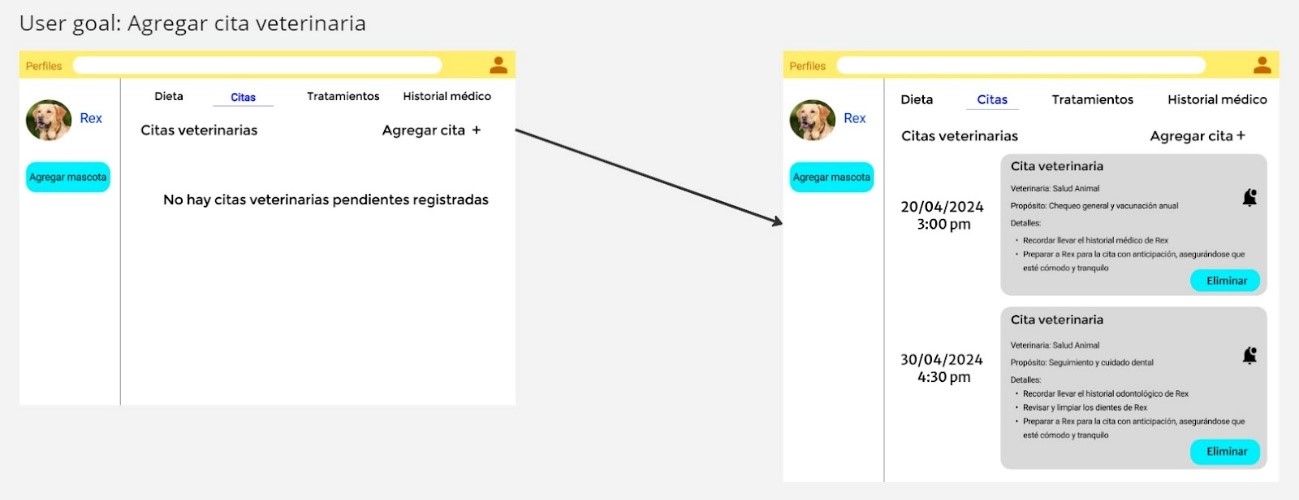 User goal: Agregar cita veterinaria
Perfiles
Rex
Agregar mascota
Dieta Citas Tratamientos Historial médico
Citas veterinarias Agregar cita +
No hay citas veterinarias pendientes registradas
Perfiles
Rex
Agregar mascota
Dieta Citas Tratamientos Historial médico
Citas veterinarias Agregar cita +
20/04/2024
3:00 pm
Cita veterinaria
Veterinaria: Salud Animal
Propósito: Chequeo general y vacunación anual
Detalles:
• Recordar llevar el historial médico de Rex
• Preparar a Rex para la cita con anticipación, asegurándose que
esté cómodo y tranquilo
Eliminar
30/04/2024
4:30 pm
Cita veterinaria
Veterinaria: Salud Animal
Propósito: Seguimiento y cuidado dental
Detalles:
• Recordar llevar el historial odontológico de Rex
• Revisar y limpiar los dientes de Rex
• Preparar a Rex para la cita con anticipación, asegurándose que
esté cómodo y tranquilo
Eliminar